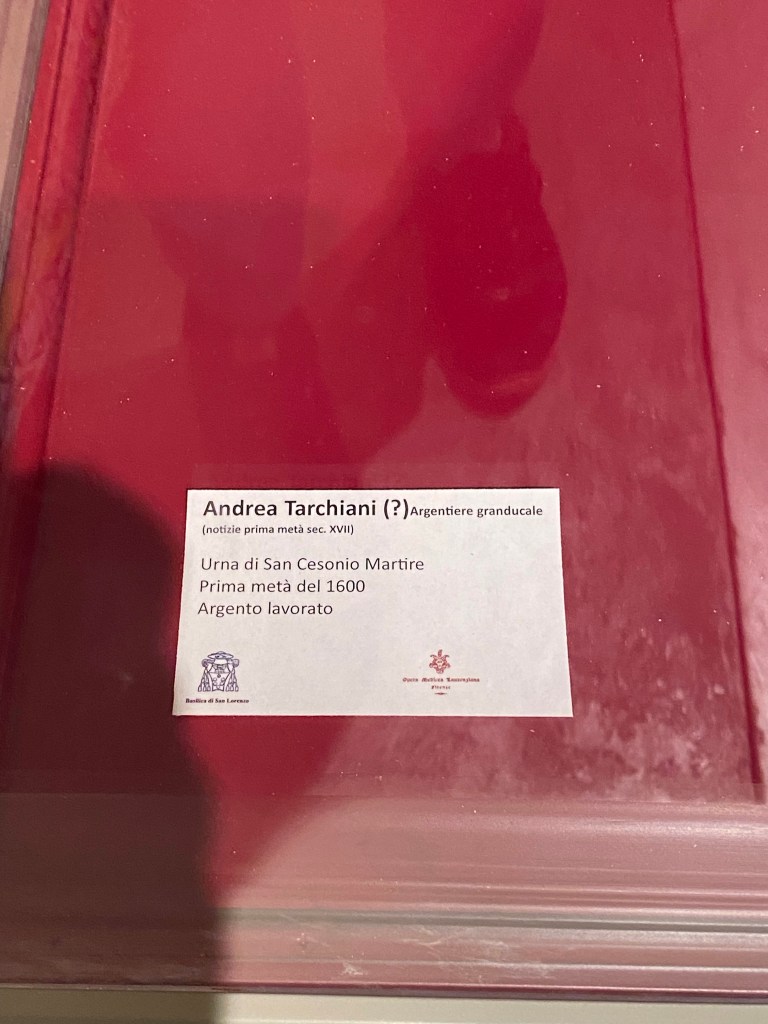 Andrea Tarchiani (?) Argentiere granducale
(notizie prima metà sec. XVII)
Urna di San Cesonio Martire
Prima metà del 1600
Argento lavorato
Basilica di San Lorenzo
Opera Medicea Laurenziana
Firenze